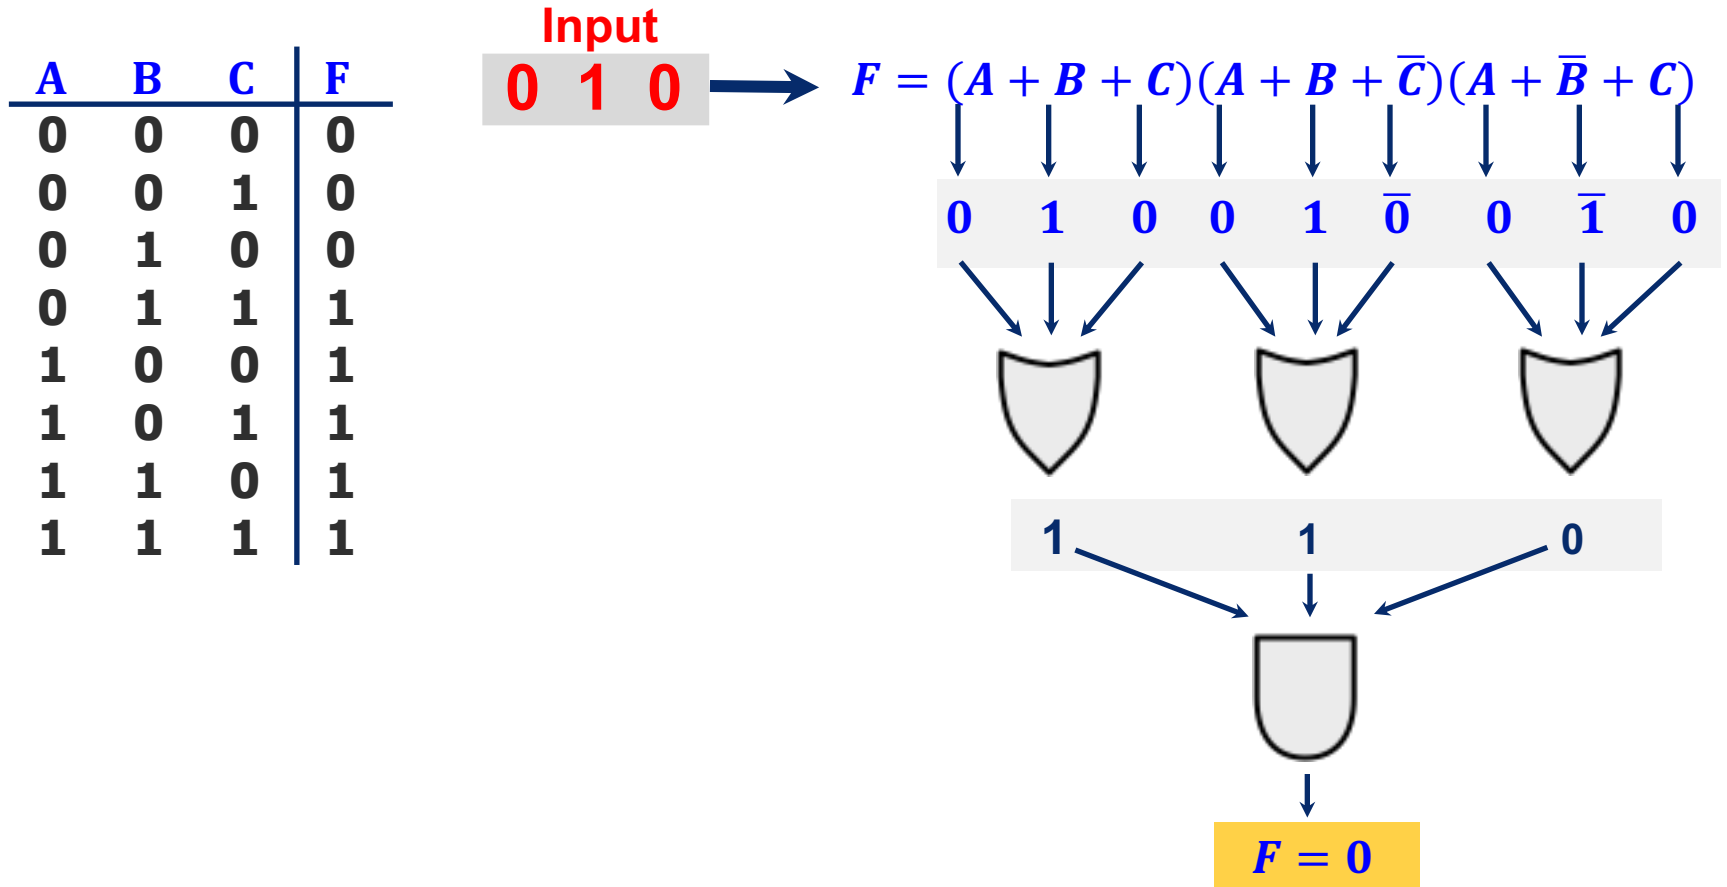 Input
0 1 0
A B C F
0 0 0 0
0 0 1 0
0 1 0 0
0 1 1 1
1 0 0 1
1 0 1 1
1 1 0 1
1 1 1 1
F = (A + B + C)(A + B + C̅)(A + B̅ + C)
0 1 0 0 1 0̅ 0 1̅ 0
1 1 0
F = 0